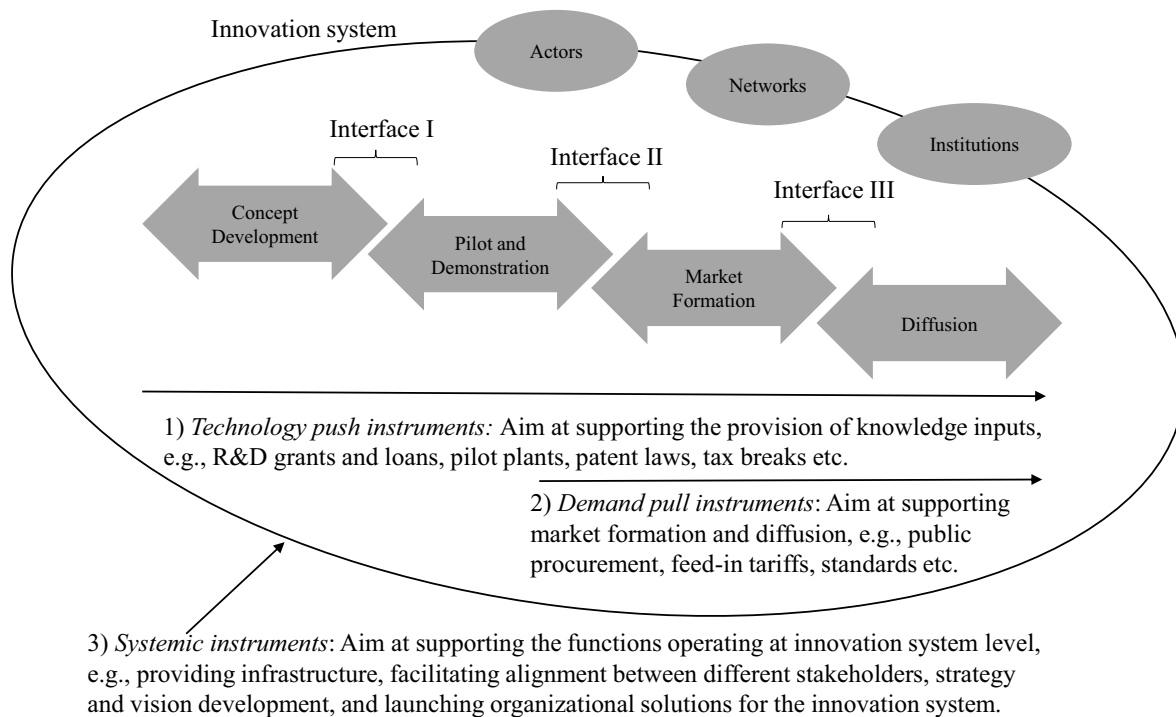 Innovation system
Actors
Networks
Institutions
Interface I
Interface II
Interface III
Concept
Development
Pilot and
Demonstration
Market
Formation
Diffusion
1) Technology push instruments: Aim at supporting the provision of knowledge inputs,
e.g., R&D grants and loans, pilot plants, patent laws, tax breaks etc.
2) Demand pull instruments: Aim at supporting
market formation and diffusion, e.g., public
procurement, feed-in tariffs, standards etc.
3) Systemic instruments: Aim at supporting the functions operating at innovation system level,
e.g., providing infrastructure, facilitating alignment between different stakeholders, strategy
and vision development, and launching organizational solutions for the innovation system.